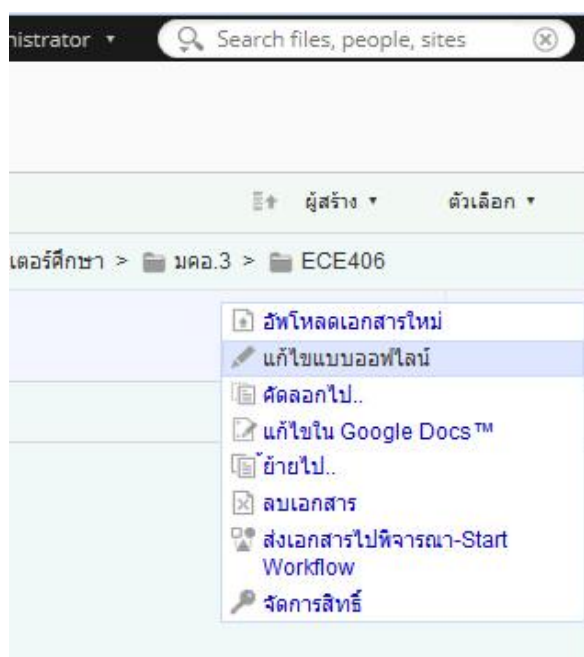 nistrator
Search files, people, sites
ผู้สร้าง ตัวเลือก
เตอร์ศึกษา > มคอ.3 > ECE406
อัพโหลดเอกสารใหม่
แก้ไขแบบออฟไลน์
คัดลอกไป..
แก้ไขใน Google Docs™
ย้ายไป..
ลบเอกสาร
ส่งเอกสารไปพิจารณา-Start
Workflow
จัดการสิทธิ์